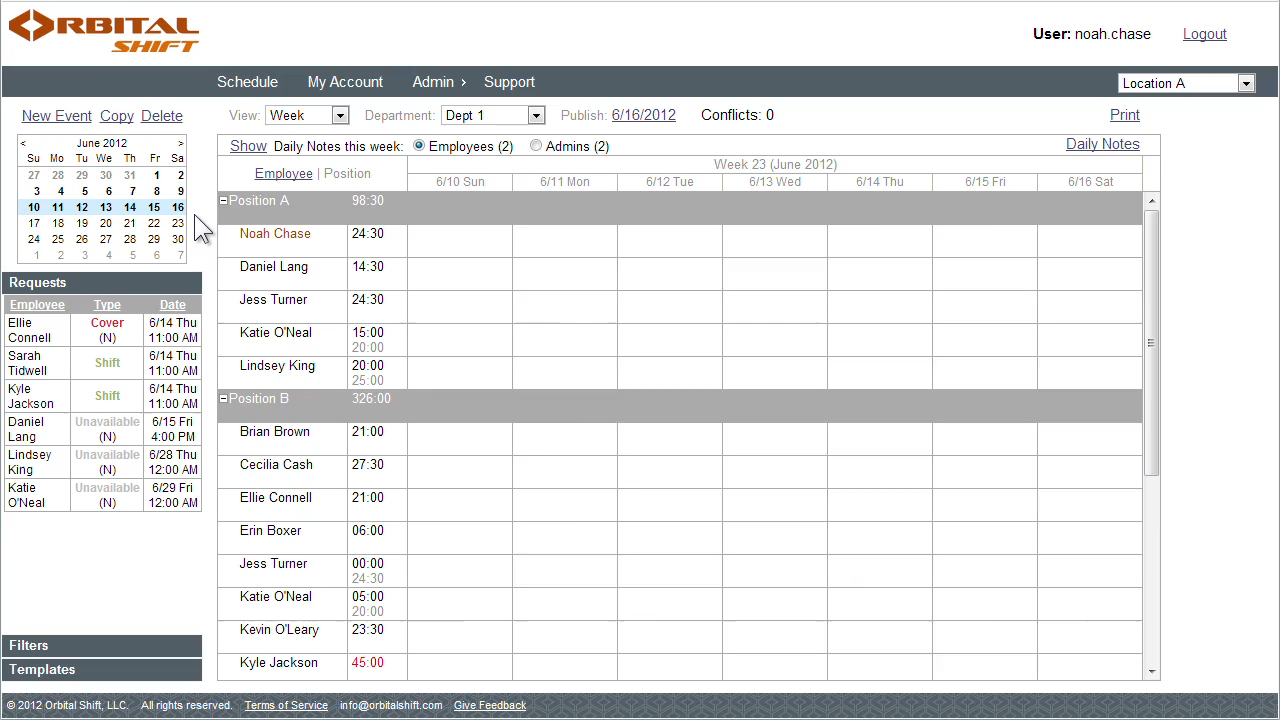 ORBITAL
SHIFT
User: noah.chase Logout
Schedule My Account Admin › Support Location A
New Event Copy Delete View: Week Department: Dept 1 Publish: 6/16/2012 Conflicts: 0 Print
< June 2012 >
Su Mo Tu We Th Fr Sa
27 28 29 30 31 1 2
3 4 5 6 7 8 9
10 11 12 13 14 15 16
17 18 19 20 21 22 23
24 25 26 27 28 29 30
1 2 3 4 5 6 7
Requests
Employee Type Date
Ellie Connell Cover (N) 6/14 Thu 11:00 AM
Sarah Tidwell Shift 6/14 Thu 11:00 AM
Kyle Jackson Shift 6/14 Thu 11:00 AM
Daniel Lang Unavailable (N) 6/15 Fri 4:00 PM
Lindsey King Unavailable (N) 6/28 Thu 12:00 AM
Katie O'Neal Unavailable (N) 6/29 Fri 12:00 AM
Filters
Templates
Show Daily Notes this week: Employees (2) Admins (2) Daily Notes
Employee | Position Week 23 (June 2012)
6/10 Sun 6/11 Mon 6/12 Tue 6/13 Wed 6/14 Thu 6/15 Fri 6/16 Sat
Position A 98:30
Noah Chase 24:30
Daniel Lang 14:30
Jess Turner 24:30
Katie O'Neal 15:00
20:00
Lindsey King 20:00
25:00
Position B 326:00
Brian Brown 21:00
Cecilia Cash 27:30
Ellie Connell 21:00
Erin Boxer 06:00
Jess Turner 00:00
24:30
Katie O'Neal 05:00
20:00
Kevin O'Leary 23:30
Kyle Jackson 45:00
© 2012 Orbital Shift, LLC. All rights reserved. Terms of Service info@orbitalshift.com Give Feedback